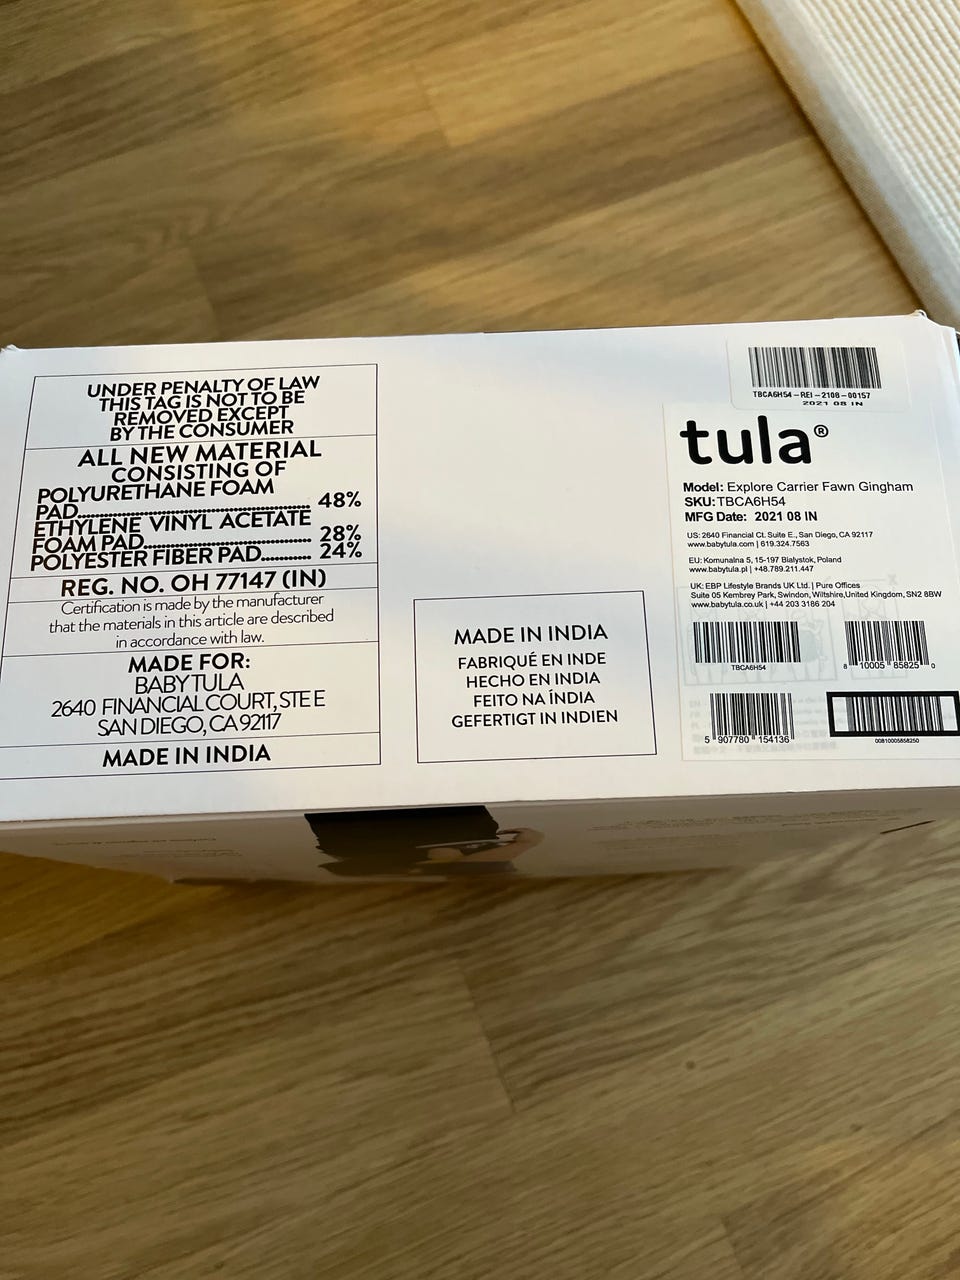 UNDER PENALTY OF LAW
THIS TAG IS NOT TO BE
REMOVED EXCEPT
BY THE CONSUMER
ALL NEW MATERIAL
CONSISTING OF
POLYURETHANE FOAM
PAD.......................................... 48%
ETHYLENE VINYL ACETATE
FOAM PAD.............................. 28%
POLYESTER FIBER PAD........... 24%
REG. NO. OH 77147 (IN)
Certification is made by the manufacturer
that the materials in this article are described
in accordance with law.
MADE FOR:
BABY TULA
2640 FINANCIAL COURT, STE E
SAN DIEGO, CA 92117
MADE IN INDIA
MADE IN INDIA
FABRIQUÉ EN INDE
HECHO EN INDIA
FEITO NA ÍNDIA
GEFERTIGT IN INDIEN
TBCA6H54-REI-2108-00157
2021 08 IN
tula®
Model: Explore Carrier Fawn Gingham
SKU: TBCA6H54
MFG Date: 2021 08 IN
US: 2640 Financial Ct. Suite E., San Diego, CA 92117
www.babytula.com | 619.324.7563
EU: Komunalna 5, 15-197 Bialystok, Poland
www.babytula.pl | +48.789.211.447
UK: EBP Lifestyle Brands UK Ltd. | Pure Offices
Suite 05 Kembrey Park, Swindon, Wiltshire,United Kingdom, SN2 8BW
www.babytula.co.uk | +44 203 3186 204
TBCA6H54
8 10005 85825 0
5 907780 154136
00810005858250